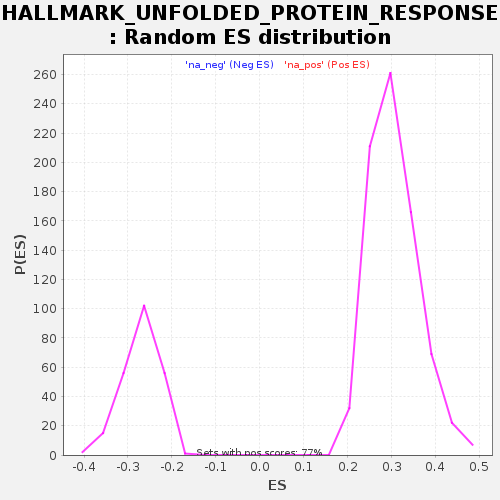 HALLMARK_UNFOLDED_PROTEIN_RESPONSE
: Random ES distribution
'na_neg' (Neg ES) 'na_pos' (Pos ES)
260
240
220
200
180
160
140
120
100
80
60
40
20
0
P(ES)
Sets with pos scores: 77%
-0.4 -0.3 -0.2 -0.1 0.0 0.1 0.2 0.3 0.4 0.5
ES